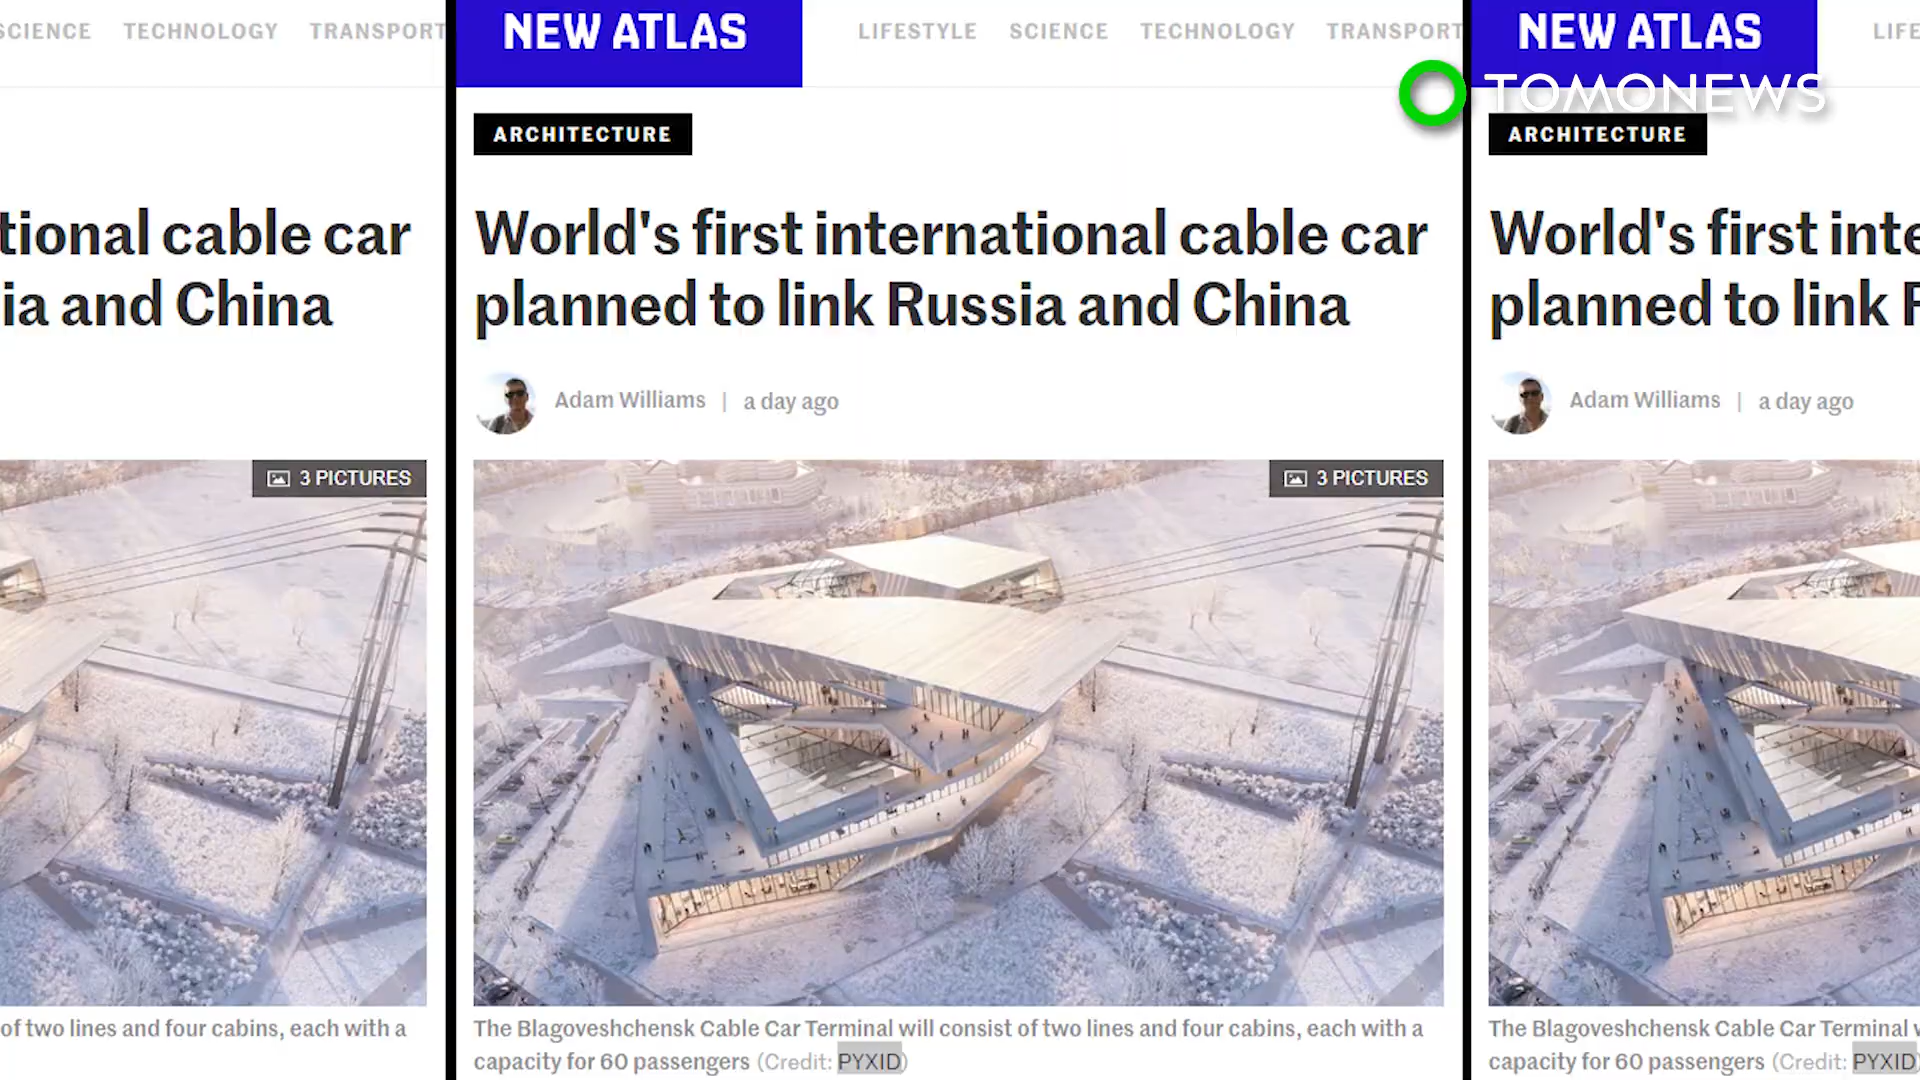 SCIENCE TECHNOLOGY TRANSPORT
tional cable car
ia and China
3 PICTURES
of two lines and four cabins, each with a
NEW ATLAS
LIFESTYLE SCIENCE TECHNOLOGY TRANSPORT
ARCHITECTURE
World's first international cable car
planned to link Russia and China
Adam Williams | a day ago
3 PICTURES
The Blagoveshchensk Cable Car Terminal will consist of two lines and four cabins, each with a
capacity for 60 passengers (Credit: PYXID)
NEW ATLAS
LIFE
TOMONEWS
ARCHITECTURE
World's first inte
planned to link R
Adam Williams | a day ago
The Blagoveshchensk Cable Car Terminal w
capacity for 60 passengers (Credit: PYXID)